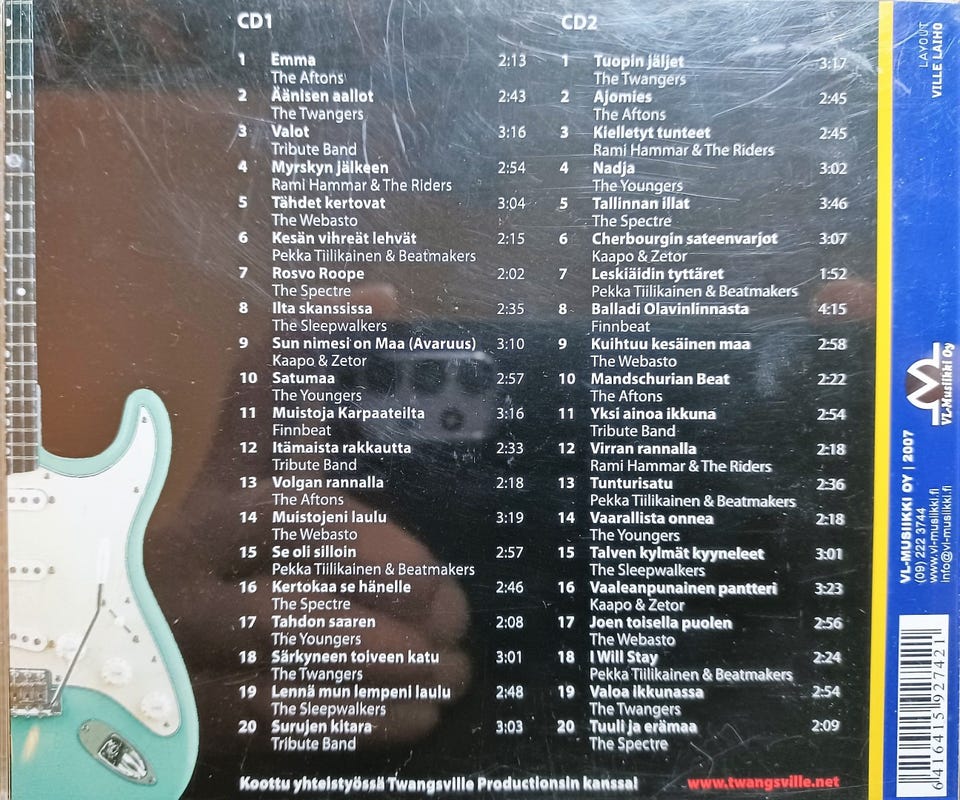 CD1
1 Emma 2:13
The Aftons
2 Äänisen aallot 2:43
The Twangers
3 Valot 3:16
Tribute Band
4 Myrskyn jälkeen 2:54
Rami Hammar & The Riders
5 Tähdet kertovat 3:04
The Webasto
6 Kesän vihreät lehvät 2:15
Pekka Tiilikainen & Beatmakers
7 Rosvo Roope 2:02
The Spectre
8 Ilta skanssissa 2:35
The Sleepwalkers
9 Sun nimesi on Maa (Avaruus) 3:10
Kaapo & Zetor
10 Satumaa 2:57
The Youngers
11 Muistoja Karpaateilta 3:16
Finnbeat
12 Itämaista rakkautta 2:33
Tribute Band
13 Volgan rannalla 2:18
The Aftons
14 Muistojeni laulu 3:19
The Webasto
15 Se oli silloin 2:57
Pekka Tiilikainen & Beatmakers
16 Kertokaa se hänelle 2:46
The Spectre
17 Tahdon saaren 2:08
The Youngers
18 Särkyneen toiveen katu 3:01
The Twangers
19 Lennä mun lempeni laulu 2:48
The Sleepwalkers
20 Surujen kitara 3:03
Tribute Band
CD2
1 Tuopin jäljet 3:17
The Twangers
2 Ajomies 2:45
The Aftons
3 Kielletyt tunteet 2:45
Rami Hammar & The Riders
4 Nadja 3:02
The Youngers
5 Tallinnan illat 3:46
The Spectre
6 Cherbourgin sateenvarjot 3:07
Kaapo & Zetor
7 Leskiäidin tyttäret 1:52
Pekka Tiilikainen & Beatmakers
8 Balladi Olavinlinnasta 4:15
Finnbeat
9 Kuihtuu kesäinen maa 2:58
The Webasto
10 Mandschurian Beat 2:22
The Aftons
11 Yksi ainoa ikkuna 2:54
Tribute Band
12 Virran rannalla 2:18
Rami Hammar & The Riders
13 Tunturisatu 2:36
Pekka Tiilikainen & Beatmakers
14 Vaarallista onnea 2:18
The Youngers
15 Talven kylmät kyyneleet 3:01
The Sleepwalkers
16 Vaaleanpunainen pantteri 3:23
Kaapo & Zetor
17 Joen toisella puolen 2:56
The Webasto
18 I Will Stay 2:24
Pekka Tiilikainen & Beatmakers
19 Valoa ikkunassa 2:54
The Twangers
20 Tuuli ja erämaa 2:09
The Spectre
Koottu yhteistyössä Twangsville Productionsin kanssa!
www.twangsville.net
LAYOUT
VILLE LAIHO
VL-Musiikki Oy
VL-MUSIIKKI OY | 2007
(09) 222 3744
www.vl-musiikki.fi
info@vl-musiikki.fi
6 416415 927421